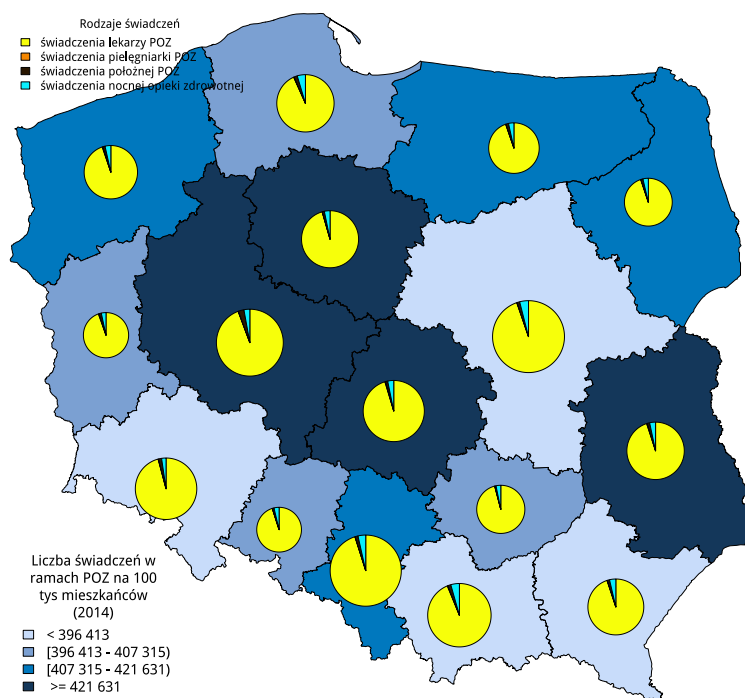 Rodzaje świadczeń
świadczenia lekarzy POZ
świadczenia pielęgniarki POZ
świadczenia położnej POZ
świadczenia nocnej opieki zdrowotnej
Liczba świadczeń w
ramach POZ na 100
tys mieszkańców
(2014)
< 396 413
[396 413 - 407 315)
[407 315 - 421 631)
>= 421 631